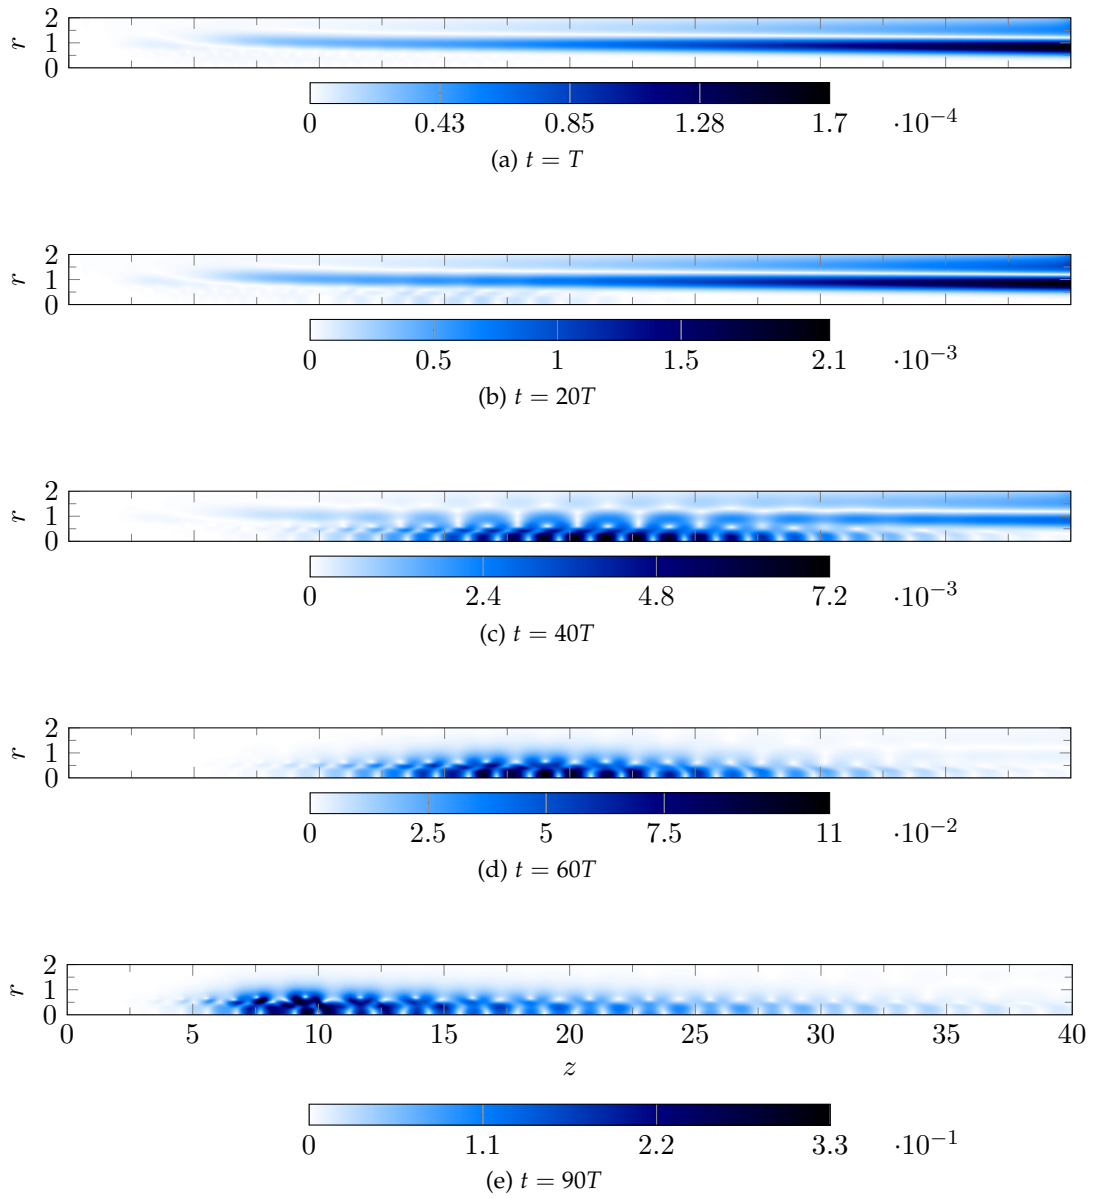 2
r 1
0
0 0.43 0.85 1.28 1.7 ·10−4
(a) t = T
2
r 1
0
0 0.5 1 1.5 2.1 ·10−3
(b) t = 20T
2
r 1
0
0 2.4 4.8 7.2 ·10−3
(c) t = 40T
2
r 1
0
0 2.5 5 7.5 11 ·10−2
(d) t = 60T
2
r 1
0
0 5 10 15 20 25 30 35 40
z
0 1.1 2.2 3.3 ·10−1
(e) t = 90T